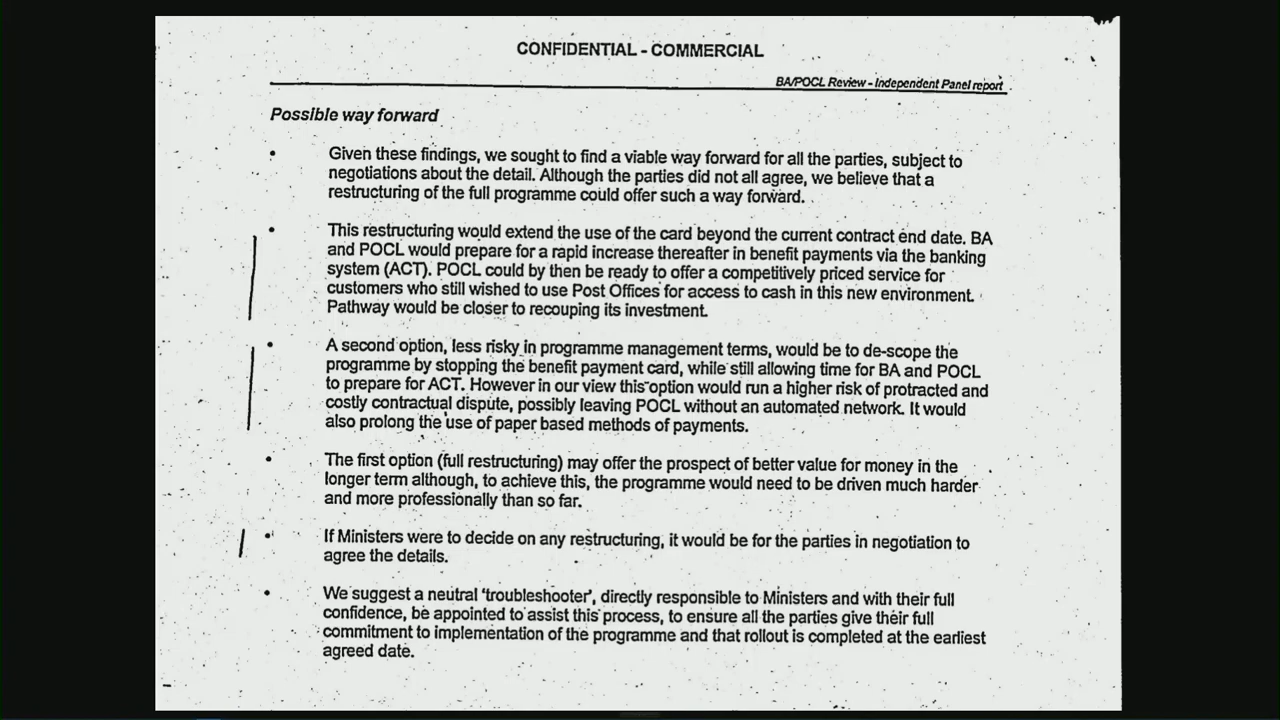 CONFIDENTIAL - COMMERCIAL
BA/POCL Review - Independent Panel report
Possible way forward
• Given these findings, we sought to find a viable way forward for all the parties, subject to
negotiations about the detail. Although the parties did not all agree, we believe that a
restructuring of the full programme could offer such a way forward.
• This restructuring would extend the use of the card beyond the current contract end date. BA
and POCL would prepare for a rapid increase thereafter in benefit payments via the banking
system (ACT). POCL could by then be ready to offer a competitively priced service for
customers who still wished to use Post Offices for access to cash in this new environment.
Pathway would be closer to recouping its investment.
• A second option, less risky in programme management terms, would be to de-scope the
programme by stopping the benefit payment card, while still allowing time for BA and POCL
to prepare for ACT. However in our view this option would run a higher risk of protracted and
costly contractual dispute, possibly leaving POCL without an automated network. It would
also prolong the use of paper based methods of payments.
• The first option (full restructuring) may offer the prospect of better value for money in the
longer term although, to achieve this, the programme would need to be driven much harder
and more professionally than so far.
• If Ministers were to decide on any restructuring, it would be for the parties in negotiation to
agree the details.
• We suggest a neutral 'troubleshooter', directly responsible to Ministers and with their full
confidence, be appointed to assist this process, to ensure all the parties give their full
commitment to implementation of the programme and that rollout is completed at the earliest
agreed date.